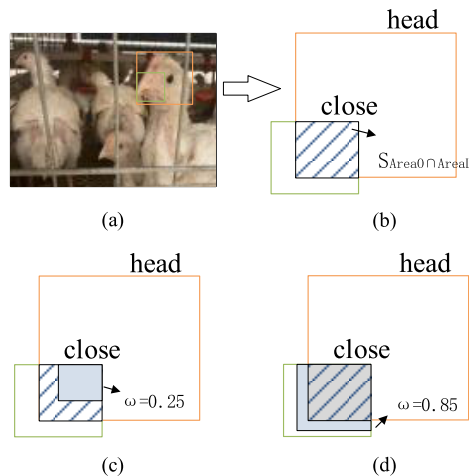 head
close
SArea0∩Area1
(a)
(b)
head
close
ω=0.25
(c)
head
close
ω=0.85
(d)